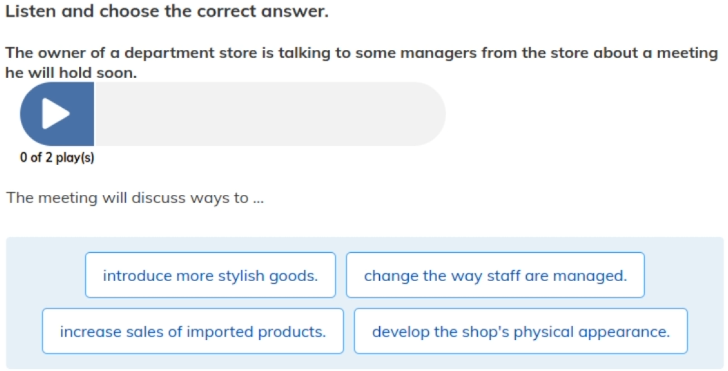 Listen and choose the correct answer.
The owner of a department store is talking to some managers from the store about a meeting
he will hold soon.
0 of 2 play(s)
The meeting will discuss ways to ...
introduce more stylish goods.
change the way staff are managed.
increase sales of imported products.
develop the shop's physical appearance.